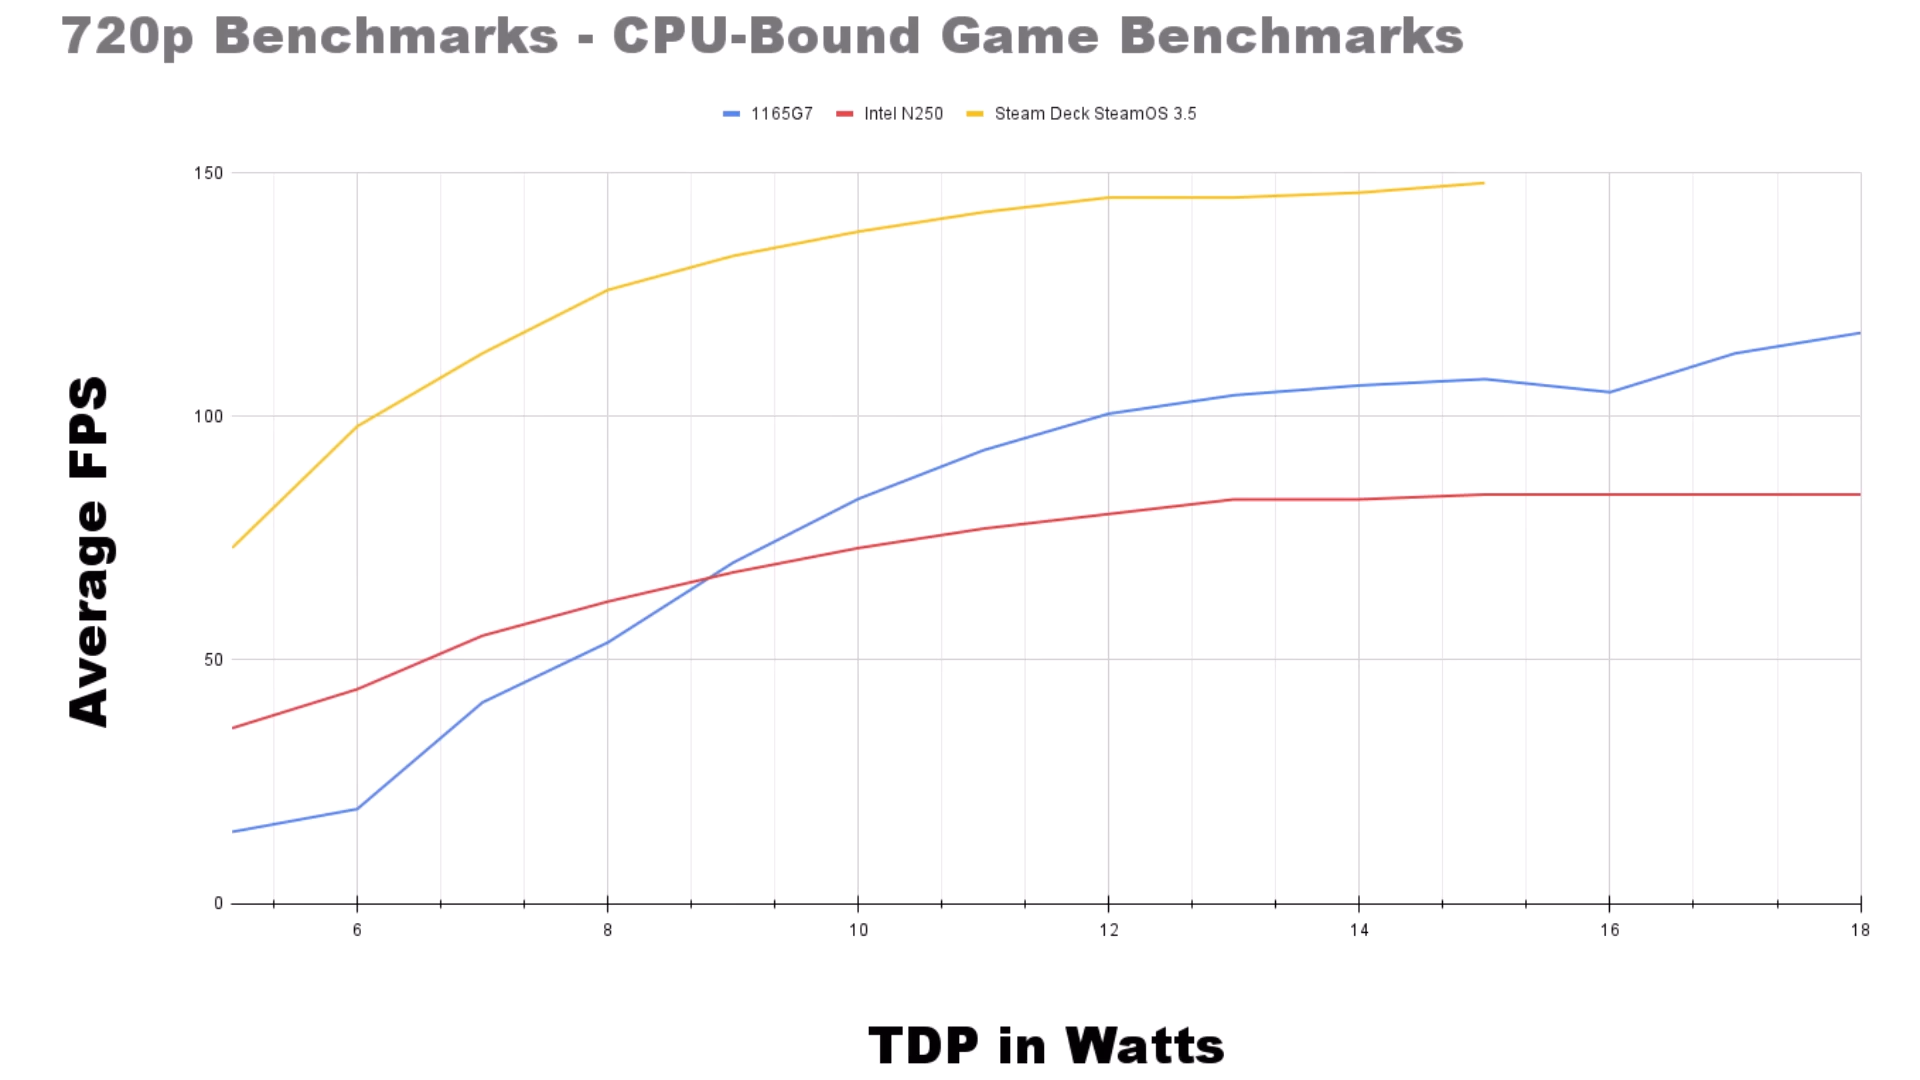 720p Benchmarks - CPU-Bound Game Benchmarks
1165G7 Intel N250 Steam Deck SteamOS 3.5
150
100
50
0
Average FPS
6 8 10 12 14 16 18
TDP in Watts